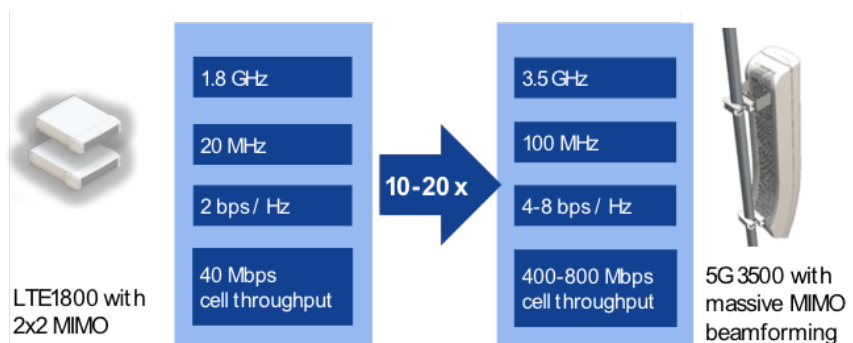 1.8 GHz
20 MHz
2 bps / Hz
40 Mbps
cell throughput
LTE1800 with
2x2 MIMO
10-20 x
3.5 GHz
100 MHz
4-8 bps / Hz
400-800 Mbps
cell throughput
5G 3500 with
massive MIMO
beamforming